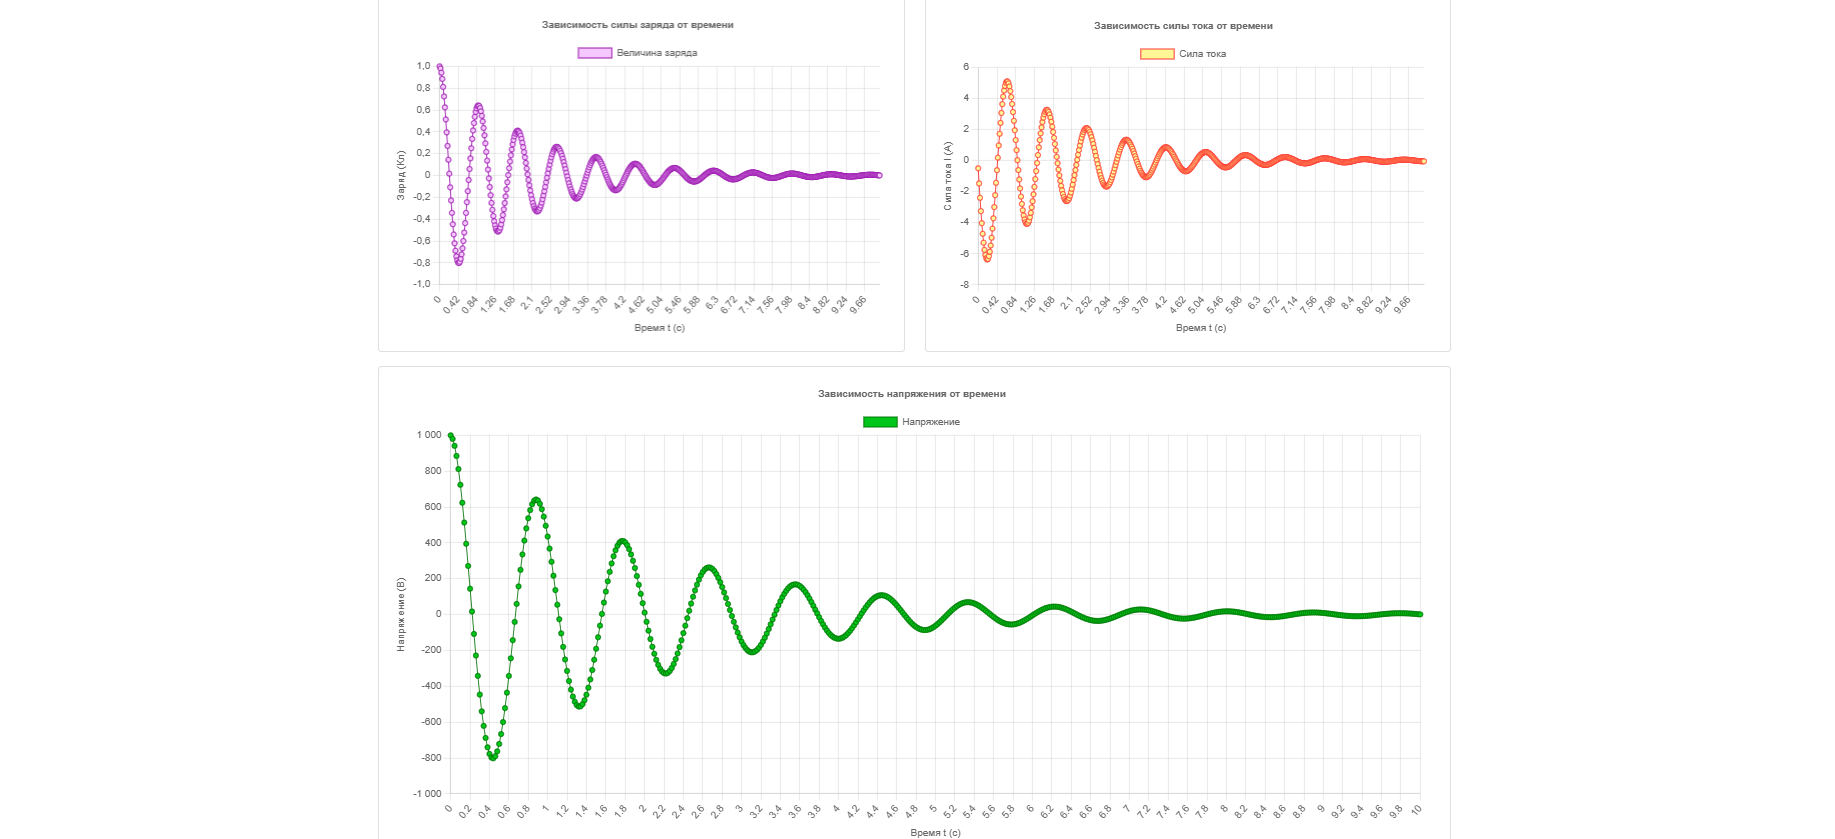 Зависимость силы заряда от времени
Величина заряда
1,0
0,8
0,6
0,4
0,2
0
-0,2
-0,4
-0,6
-0,8
-1,0
Заряд (Кл)
0 0.42 0.84 1.26 1.68 2.1 2.52 2.94 3.36 3.78 4.2 4.62 5.04 5.46 5.88 6.3 6.72 7.14 7.56 7.98 8.4 8.82 9.24 9.66
Время t (с)
Зависимость силы тока от времени
Сила тока
6
4
2
0
-2
-4
-6
-8
Сила тока I (А)
0 0.42 0.84 1.26 1.68 2.1 2.52 2.94 3.36 3.78 4.2 4.62 5.04 5.46 5.88 6.3 6.72 7.14 7.56 7.98 8.4 8.82 9.24 9.66
Время t (с)
Зависимость напряжения от времени
Напряжение
1 000
800
600
400
200
0
-200
-400
-600
-800
-1 000
Напряжение (В)
0 0.2 0.4 0.6 0.8 1 1.2 1.4 1.6 1.8 2 2.2 2.4 2.6 2.8 3 3.2 3.4 3.6 3.8 4 4.2 4.4 4.6 4.8 5 5.2 5.4 5.6 5.8 6 6.2 6.4 6.6 6.8 7 7.2 7.4 7.6 7.8 8 8.2 8.4 8.6 8.8 9 9.2 9.4 9.6 9.8 10
Время t (с)